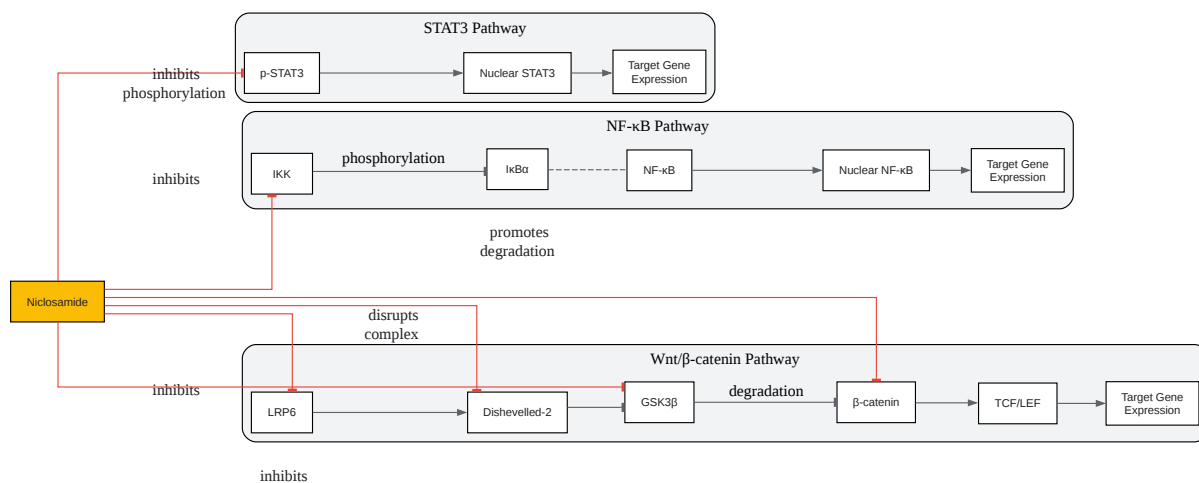 STAT3 Pathway
p-STAT3
Nuclear STAT3
Target Gene
Expression
inhibits
phosphorylation
NF-κB Pathway
inhibits
IKK
phosphorylation
IκBα
NF-κB
Nuclear NF-κB
Target Gene
Expression
promotes
degradation
Niclosamide
disrupts
complex
Wnt/β-catenin Pathway
inhibits
LRP6
Dishevelled-2
GSK3β
degradation
β-catenin
TCF/LEF
Target Gene
Expression
inhibits